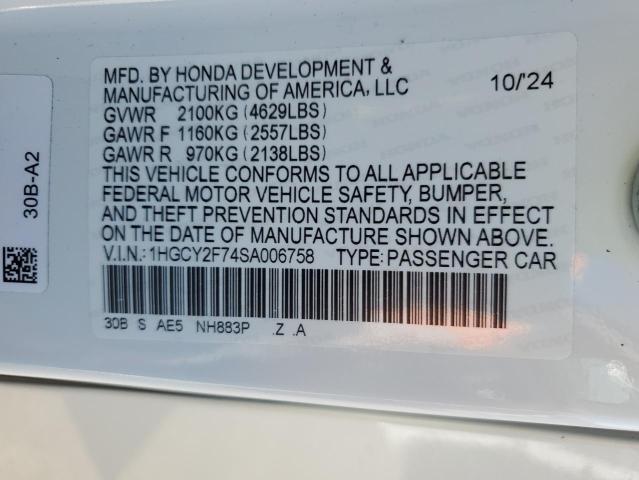 MFD. BY HONDA DEVELOPMENT &
MANUFACTURING OF AMERICA, LLC 10/'24
GVWR 2100KG (4629LBS)
GAWR F 1160KG (2557LBS)
GAWR R 970KG (2138LBS)
THIS VEHICLE CONFORMS TO ALL APPLICABLE
FEDERAL MOTOR VEHICLE SAFETY, BUMPER,
AND THEFT PREVENTION STANDARDS IN EFFECT
ON THE DATE OF MANUFACTURE SHOWN ABOVE.
V.I.N.: 1HGCY2F74SA006758 TYPE: PASSENGER CAR
30B S AE5 NH883P .Z .A
30B-A2